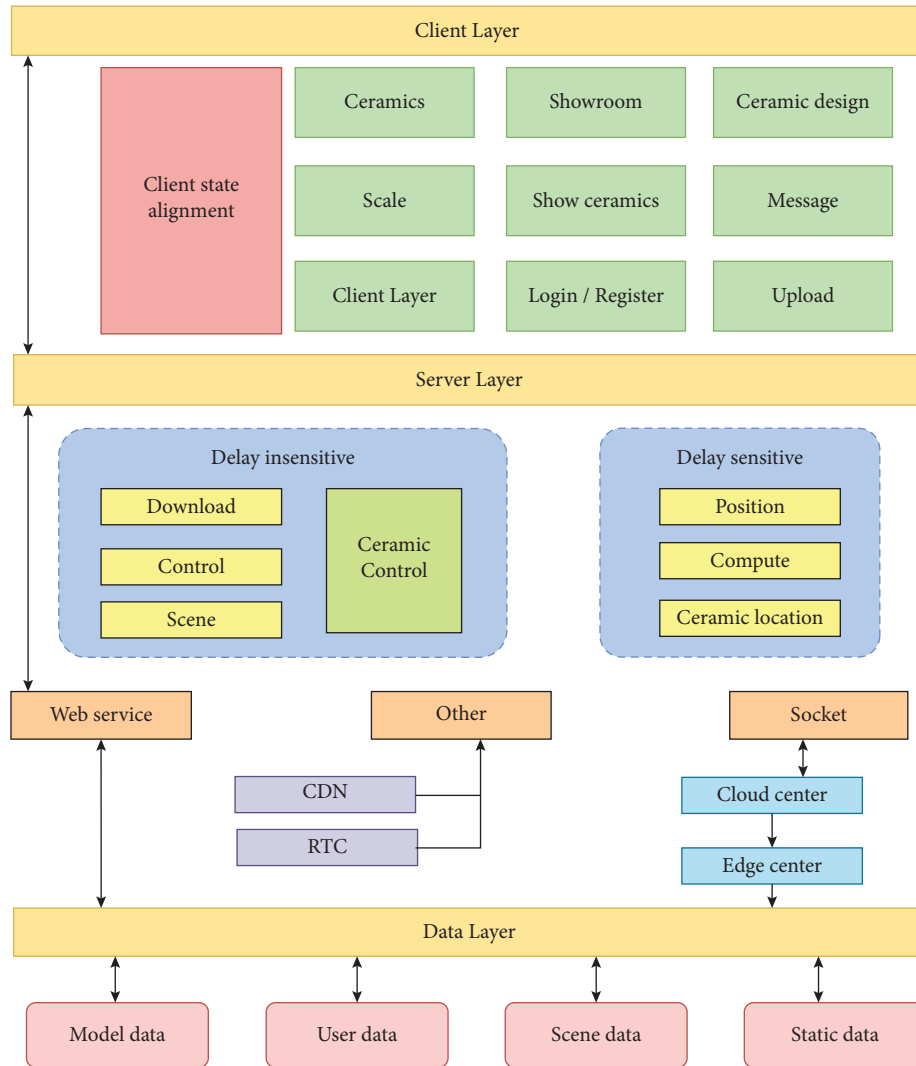 Client Layer
Client state
alignment
Ceramics
Showroom
Ceramic design
Scale
Show ceramics
Message
Client Layer
Login / Register
Upload
Server Layer
Delay insensitive
Download
Control
Scene
Ceramic
Control
Delay sensitive
Position
Compute
Ceramic location
Web service
Other
Socket
CDN
RTC
Cloud center
Edge center
Data Layer
Model data
User data
Scene data
Static data